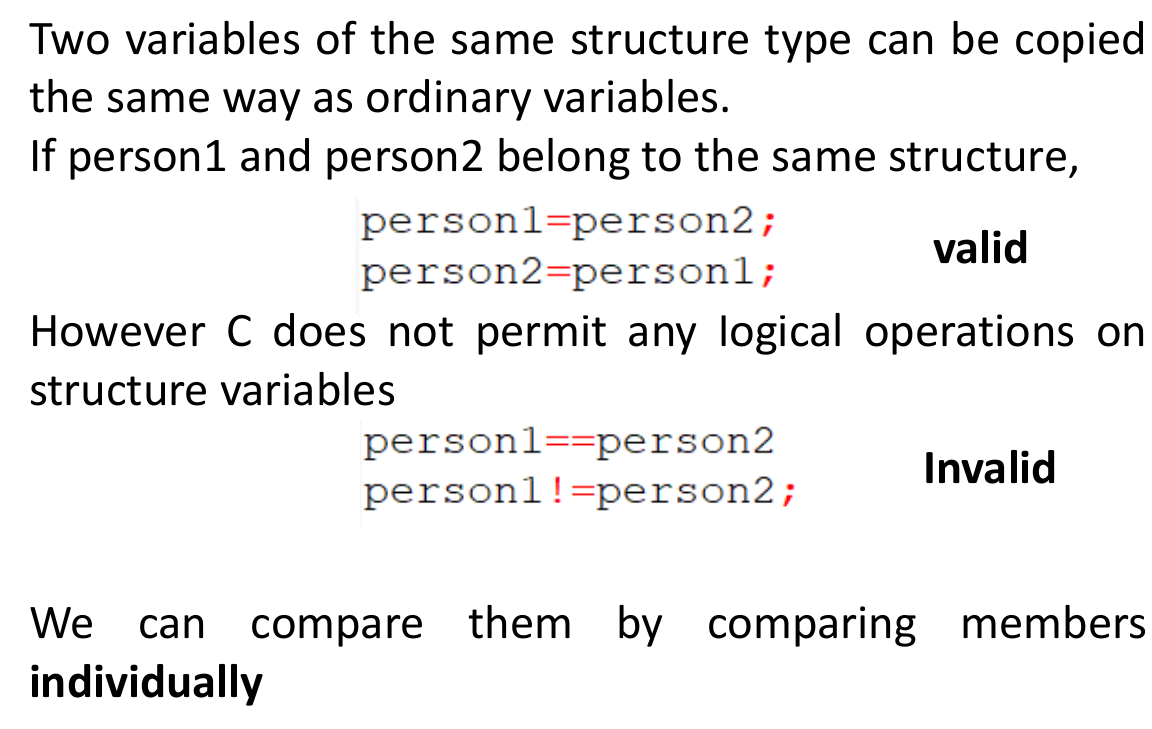 Two variables of the same structure type can be copied
the same way as ordinary variables.
If person1 and person2 belong to the same structure,
person1=person2;
valid
person2=person1;
However C does not permit any logical operations on
structure variables
person1==person2
Invalid
person1!=person2;
We can compare them by comparing members
individually